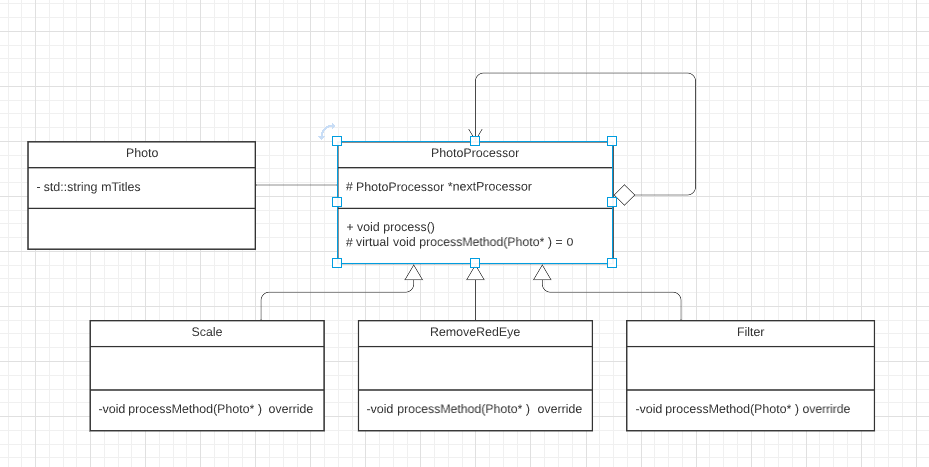 Photo
- std::string mTitles
PhotoProcessor
# PhotoProcessor *nextProcessor
+ void process()
# virtual void processMethod(Photo* ) = 0
Scale
-void processMethod(Photo* )  override
RemoveRedEye
-void processMethod(Photo* )  override
Filter
-void processMethod(Photo* ) overrirde